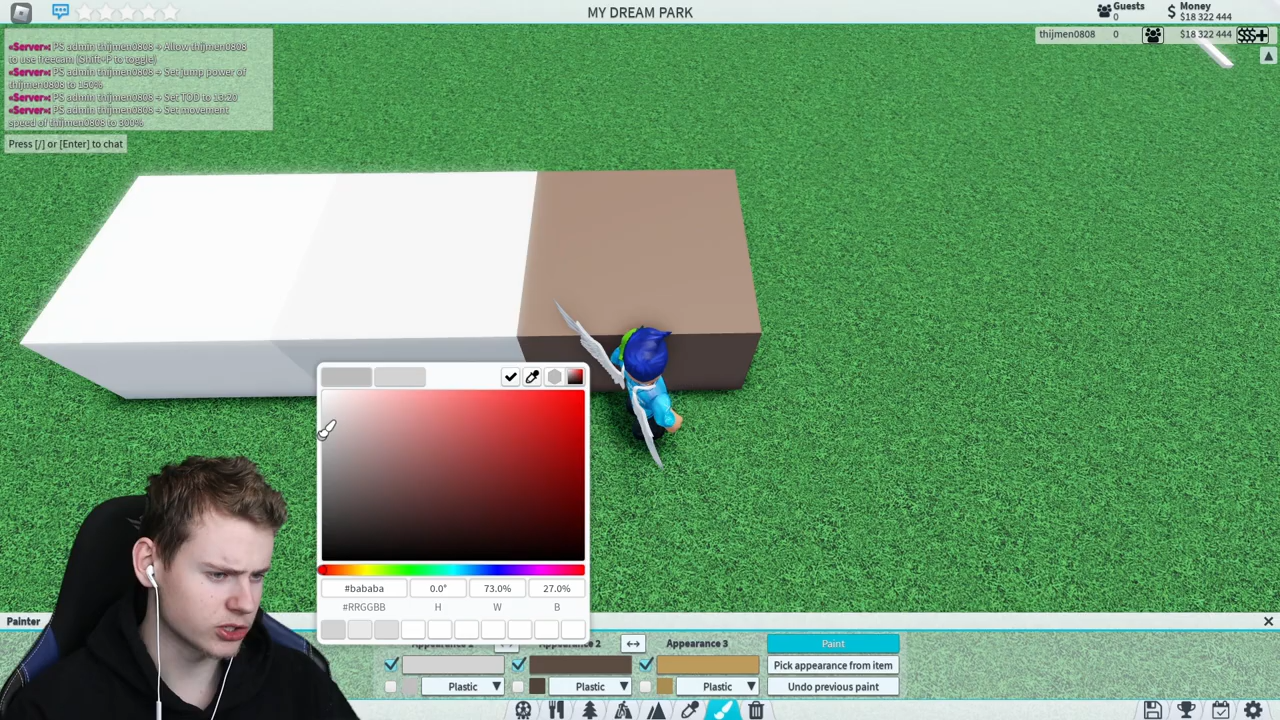 MY DREAM PARK
Guests
0
Money
$18 322 444
thijmen0808 0 $18 322 444 $$$+
«Server»: PS admin thijmen0808 → Allow thijmen0808
to use freecam (Shift+P to toggle)
«Server»: PS admin thijmen0808 → Set jump power of
thijmen0808 to 150%
«Server»: PS admin thijmen0808 → Set TOD to 13:20
«Server»: PS admin thijmen0808 → Set movement
speed of thijmen0808 to 300%
Press [/] or [Enter] to chat
#bababa 0.0° 73.0% 27.0%
#RRGGBB H W B
Painter
Appearance 1 Appearance 2 Appearance 3
Paint
Pick appearance from item
Plastic Plastic Plastic
Undo previous paint